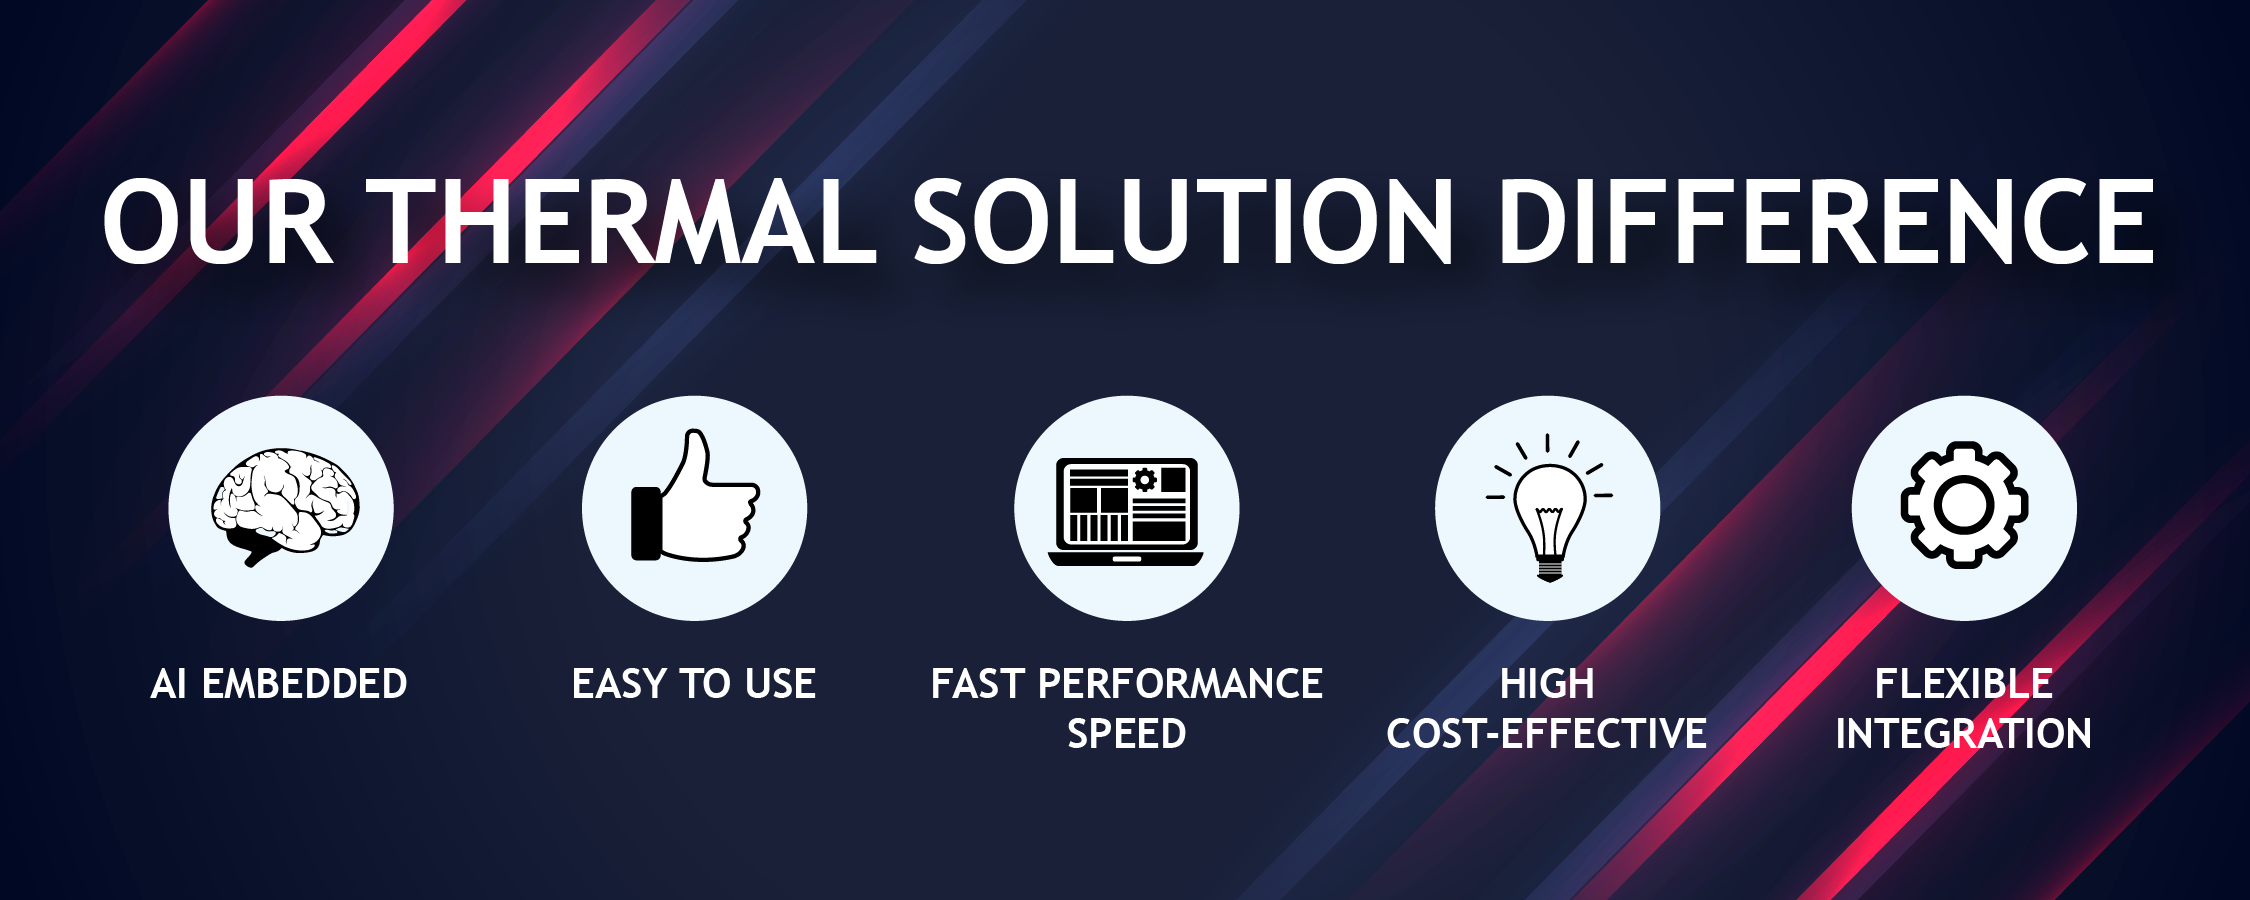 OUR THERMAL SOLUTION DIFFERENCE
AI EMBEDDED
EASY TO USE
FAST PERFORMANCE
SPEED
HIGH
COST-EFFECTIVE
FLEXIBLE
INTEGRATION